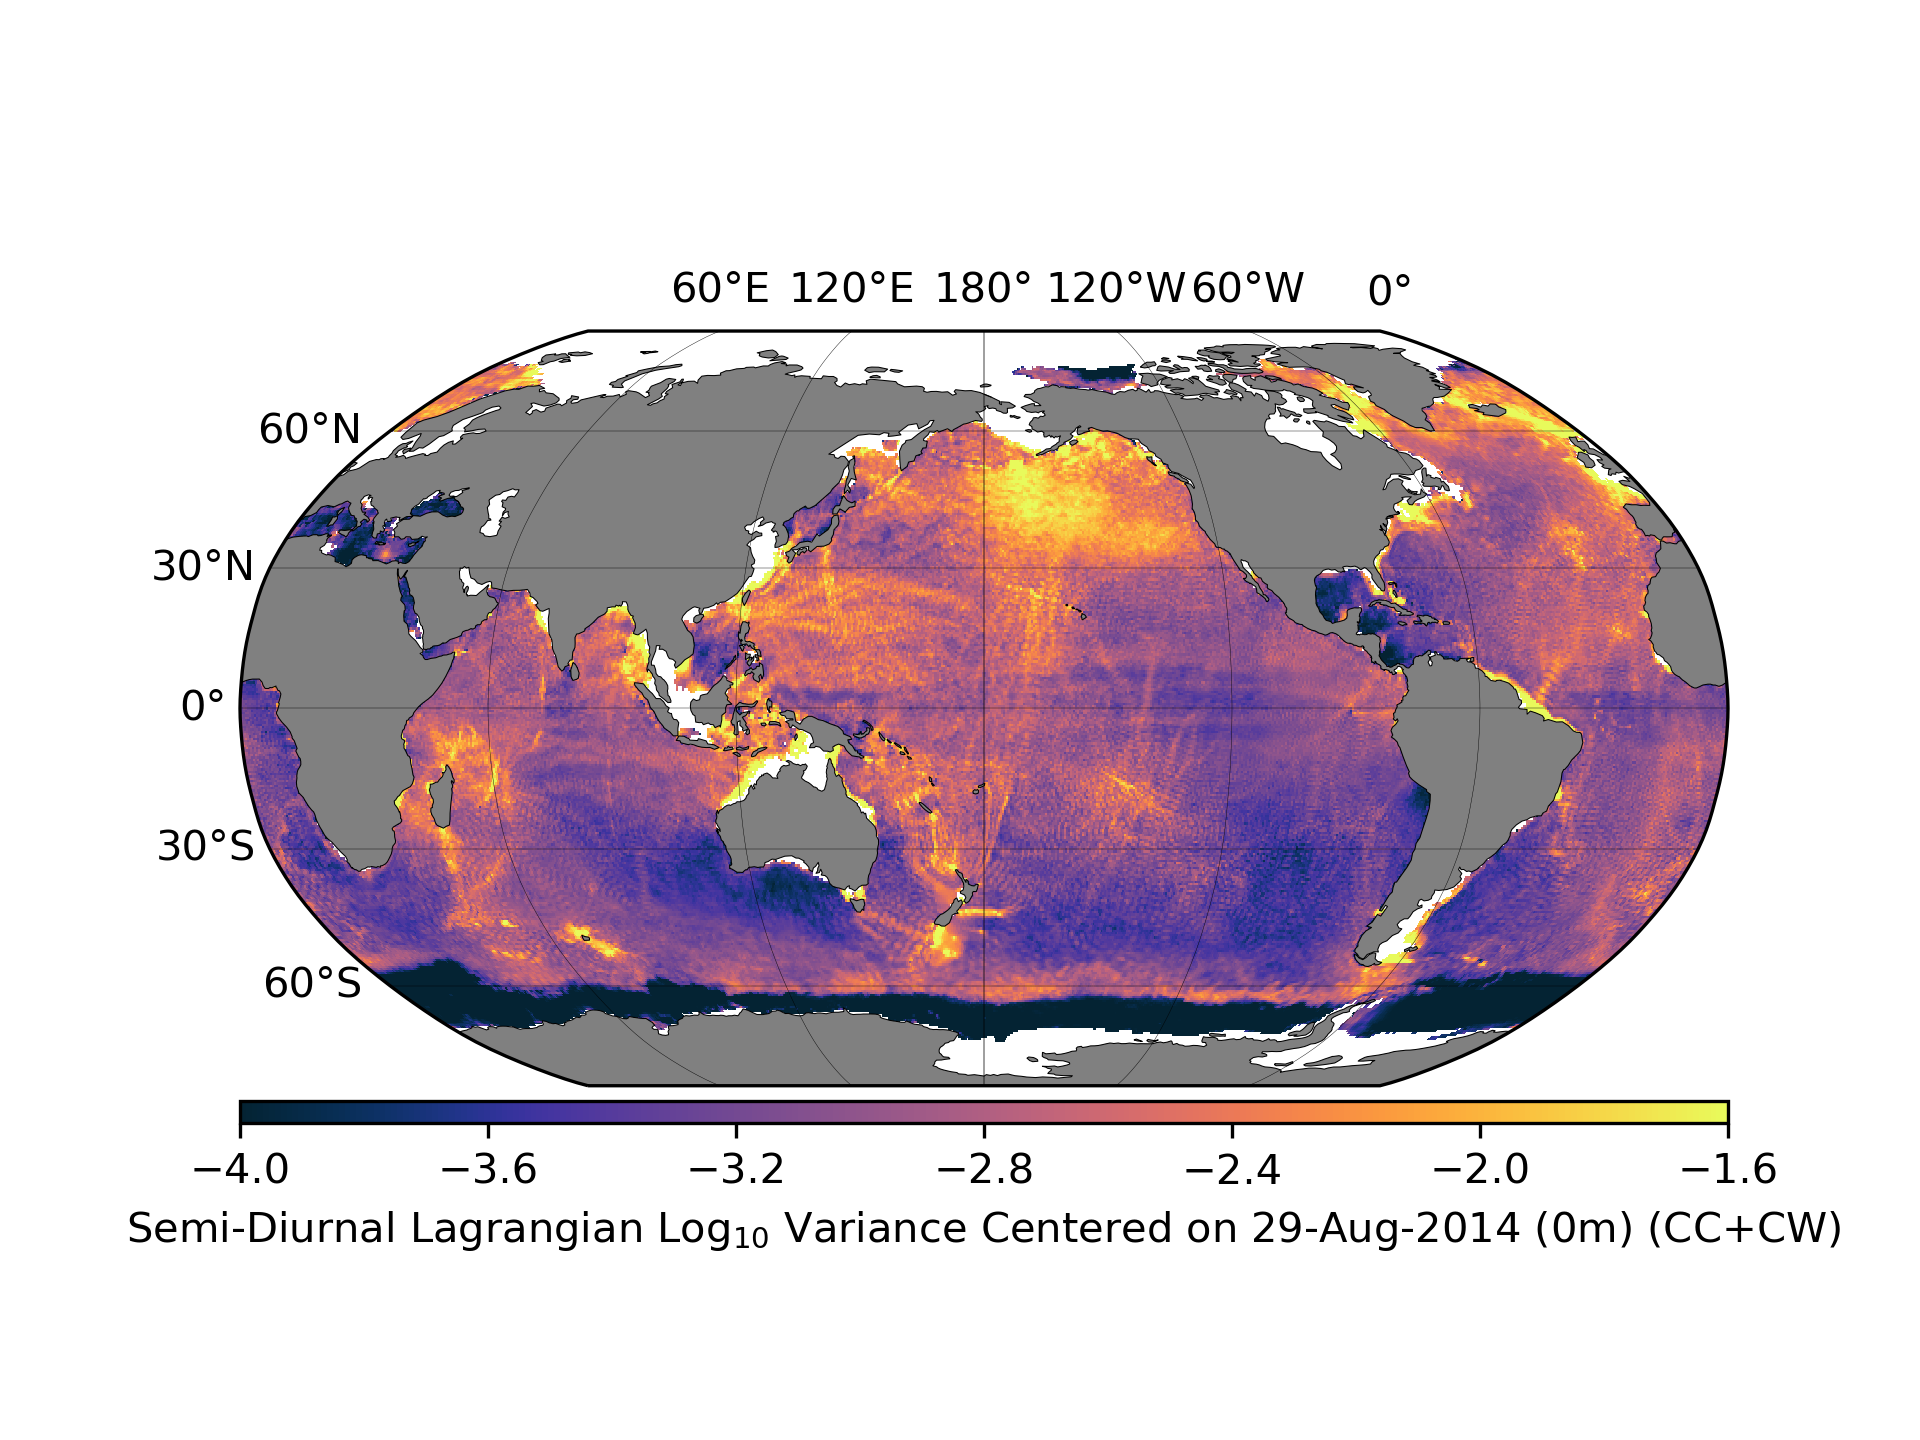 60°E 120°E 180° 120°W 60°W 0°
60°N
30°N
0°
30°S
60°S
−4.0 −3.6 −3.2 −2.8 −2.4 −2.0 −1.6
Semi-Diurnal Lagrangian Log₁₀ Variance Centered on 29-Aug-2014 (0m) (CC+CW)